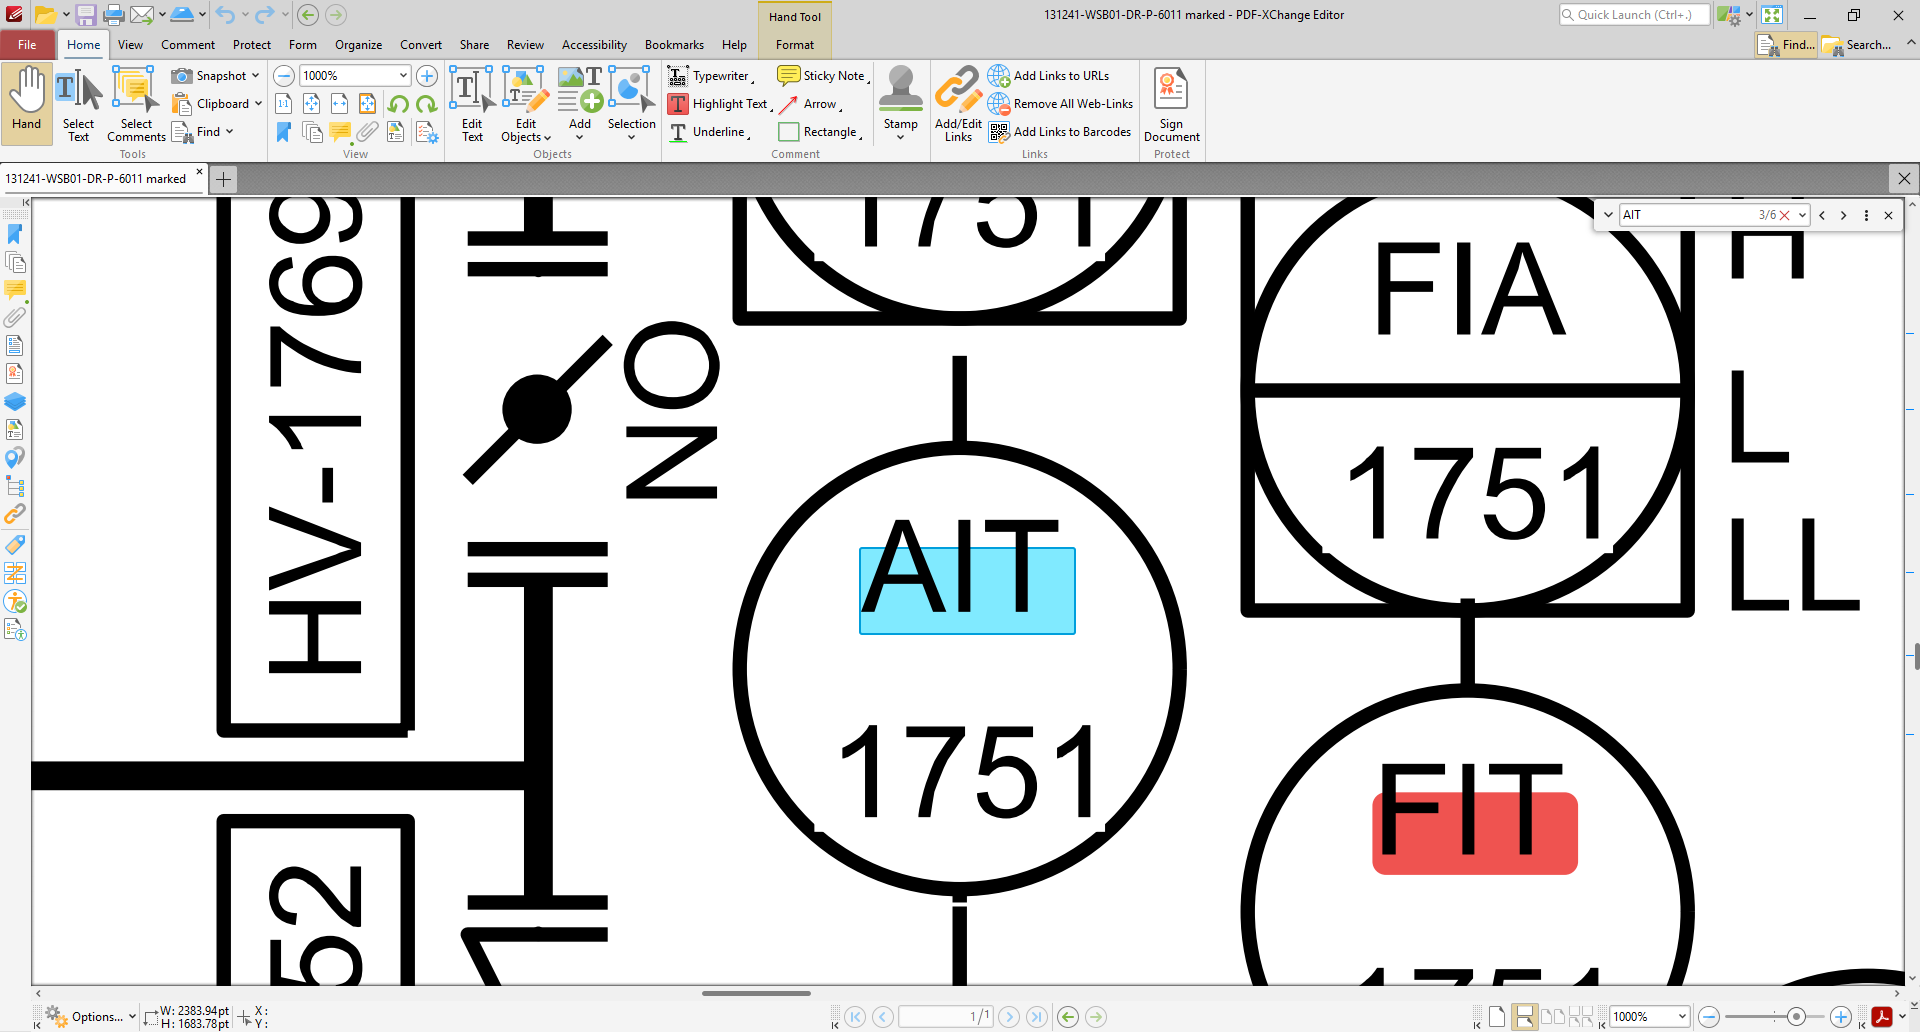 Hand Tool
131241-WSB01-DR-P-6011 marked - PDF-XChange Editor
Quick Launch (Ctrl+.)
File Home View Comment Protect Form Organize Convert Share Review Accessibility Bookmarks Help Format
Find... Search...
Hand
Select Text
Select Comments
Snapshot
Clipboard
Find
Tools
1000%
1:1
View
Edit Text
Edit Objects
Add
Selection
Objects
Typewriter
Highlight Text
Underline
Sticky Note
Arrow
Rectangle
Comment
Stamp
Add/Edit Links
Add Links to URLs
Remove All Web-Links
Add Links to Barcodes
Links
Sign Document
Protect
131241-WSB01-DR-P-6011 marked
AIT 3/6
HV-1769
NO
1751
FIA
1751
H
L
LL
AIT
1751
FIT
1751
52
Options...
W: 2383.94pt
H: 1683.78pt
X:
Y:
1/1
1000%